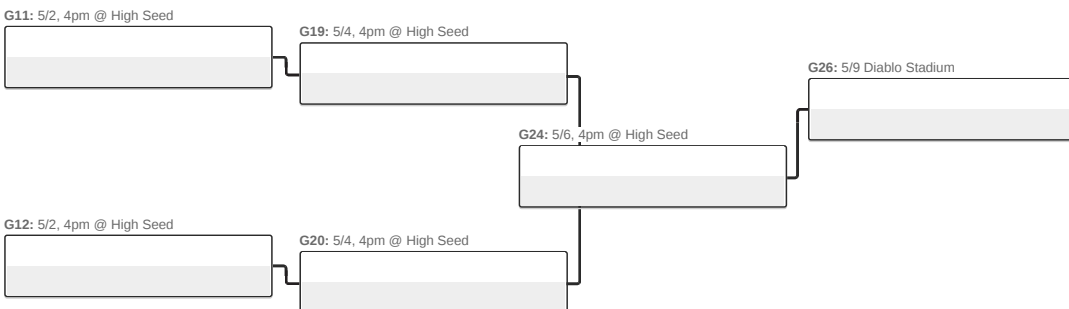 G11: 5/2, 4pm @ High Seed
G19: 5/4, 4pm @ High Seed
G26: 5/9 Diablo Stadium
G24: 5/6, 4pm @ High Seed
G12: 5/2, 4pm @ High Seed
G20: 5/4, 4pm @ High Seed